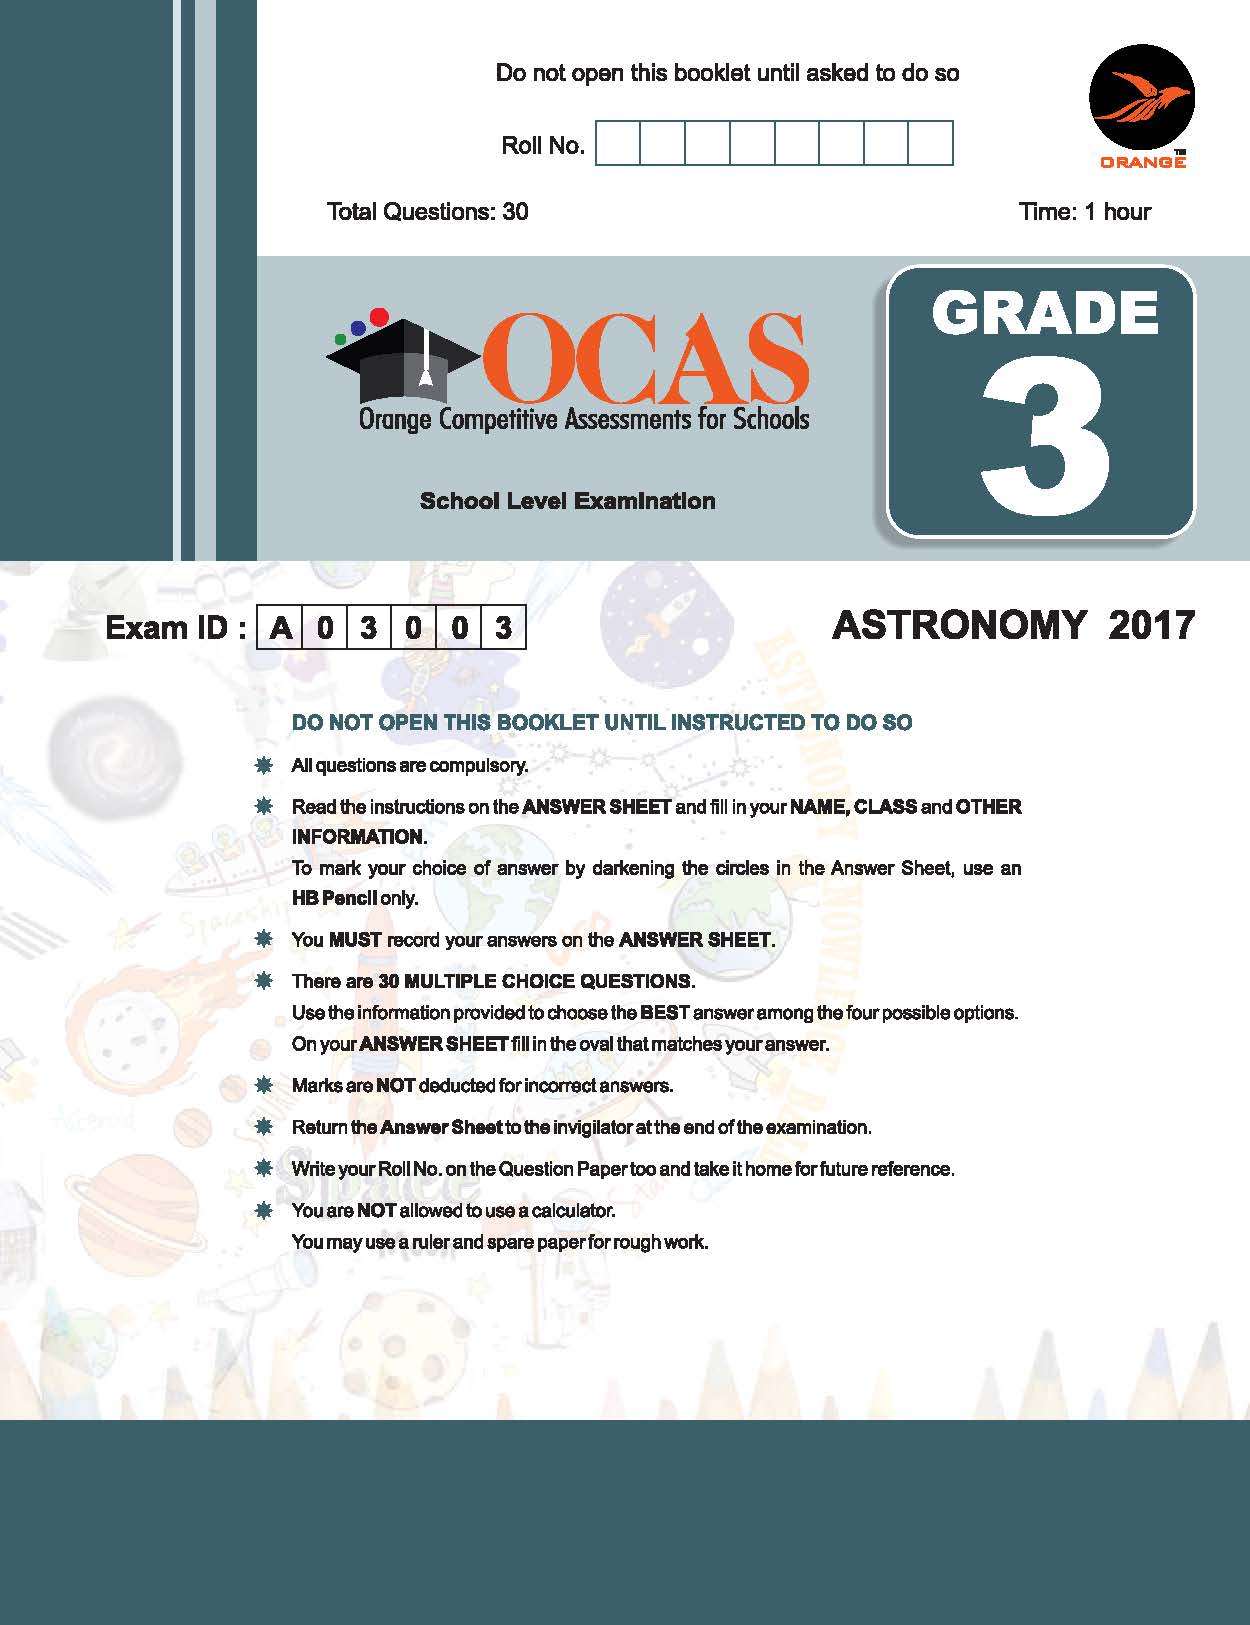 Do not open this booklet until asked to do so
Roll No.
TM
ORANGE
Total Questions: 30
Time: 1 hour
OCAS
Orange Competitive Assessments for Schools
School Level Examination
GRADE
3
Exam ID : A 0 3 0 0 3
ASTRONOMY 2017
DO NOT OPEN THIS BOOKLET UNTIL INSTRUCTED TO DO SO
All questions are compulsory.
Read the instructions on the ANSWER SHEET and fill in your NAME, CLASS and OTHER
INFORMATION.
To mark your choice of answer by darkening the circles in the Answer Sheet, use an
HB Pencil only.
You MUST record your answers on the ANSWER SHEET.
There are 30 MULTIPLE CHOICE QUESTIONS.
Use the information provided to choose the BEST answer among the four possible options.
On your ANSWER SHEET fill in the oval that matches your answer.
Marks are NOT deducted for incorrect answers.
Return the Answer Sheet to the invigilator at the end of the examination.
Write your Roll No. on the Question Paper too and take it home for future reference.
You are NOT allowed to use a calculator.
You may use a ruler and spare paper for rough work.
Spaceship
Asteroid
Space
Moon